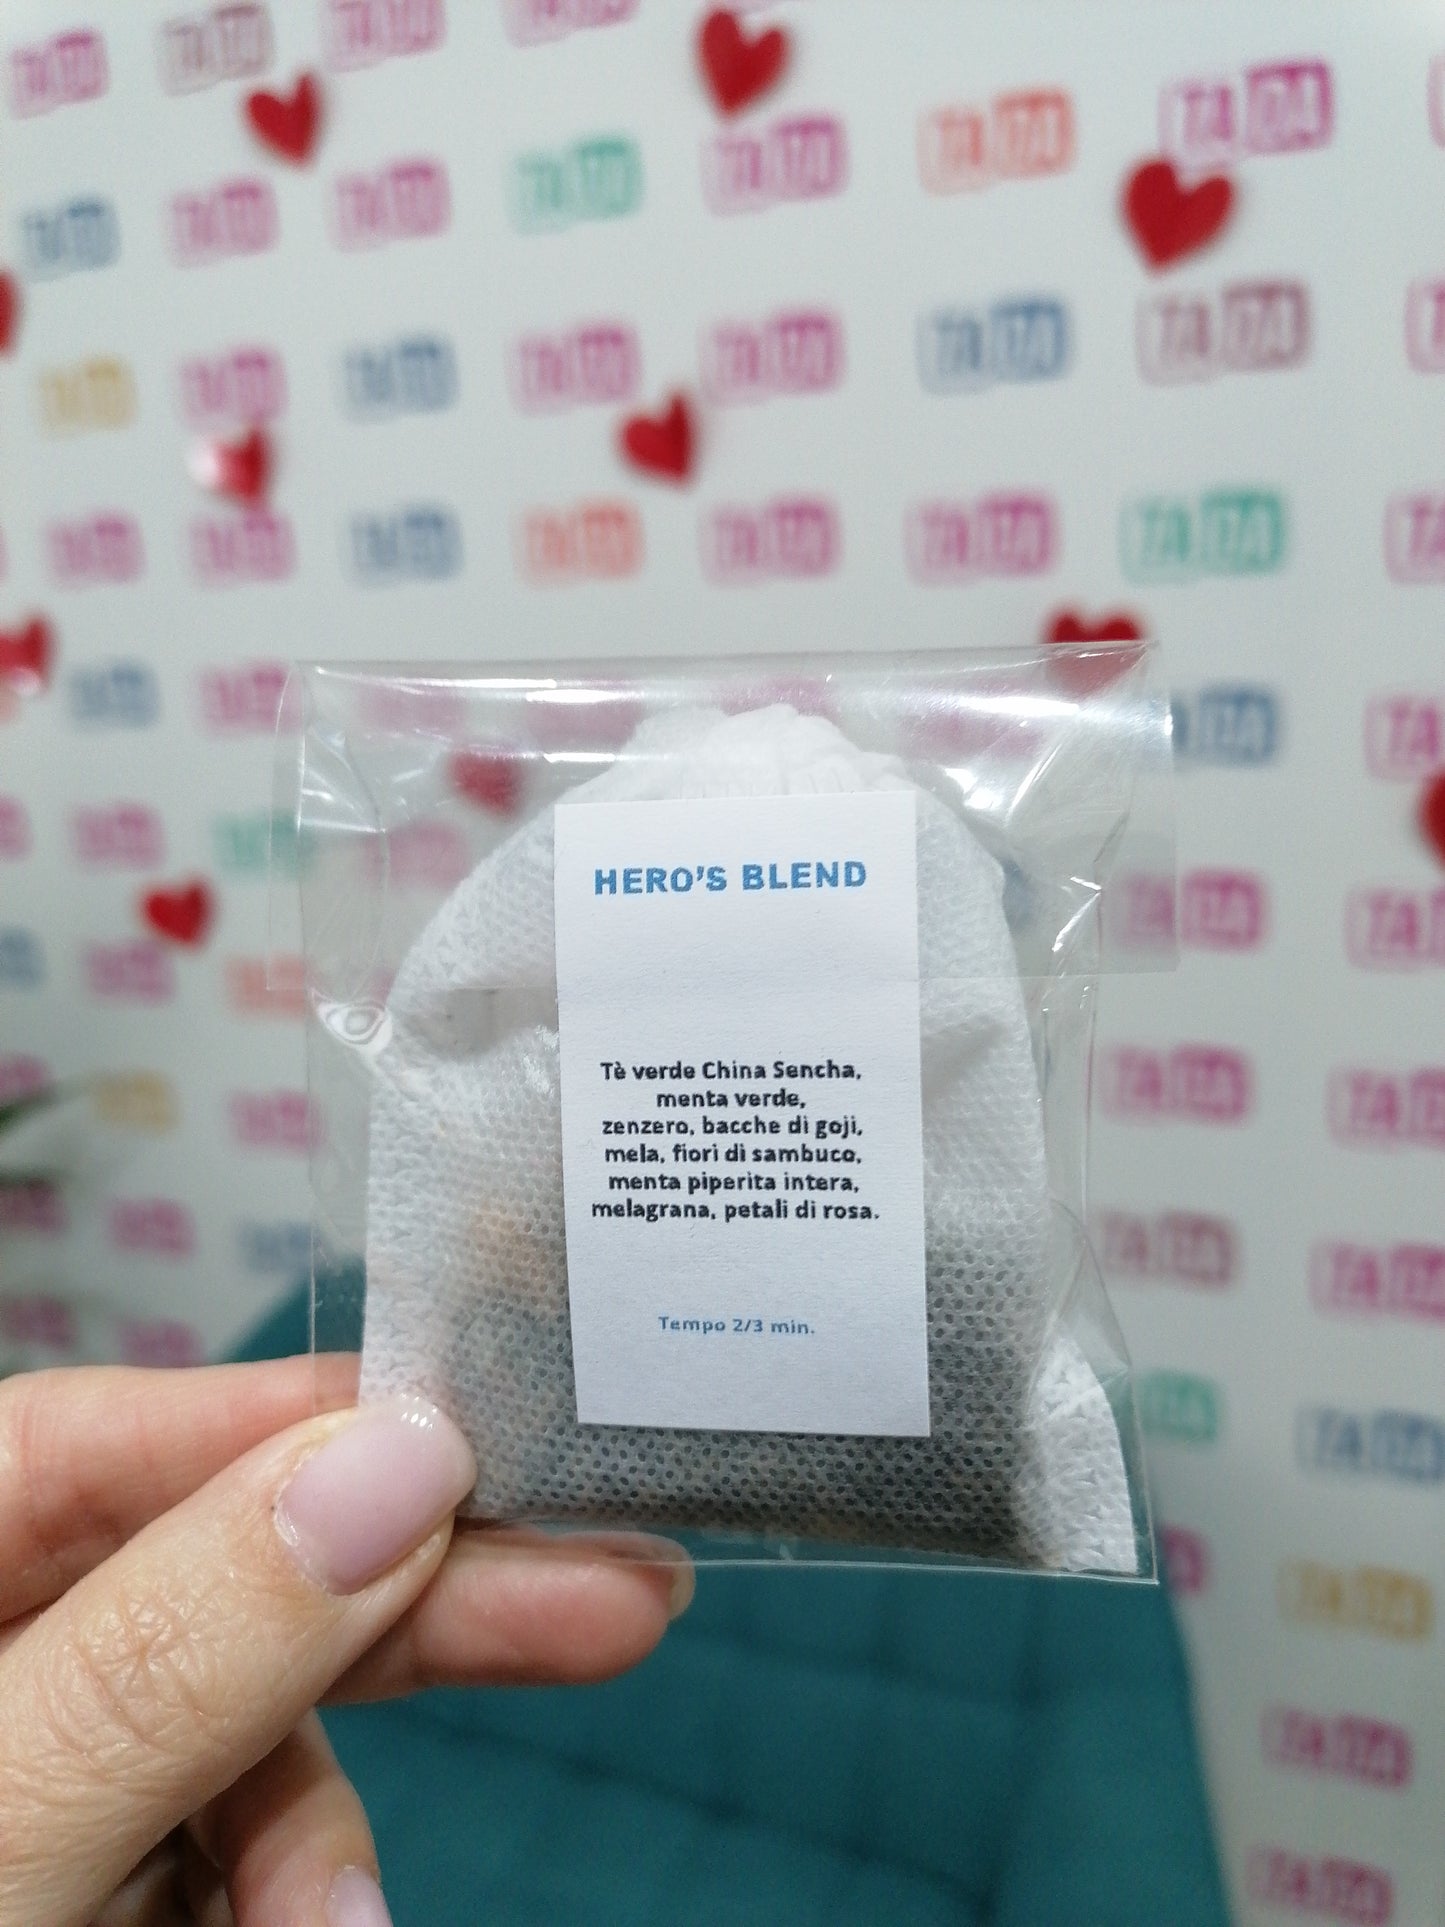 HERO'S BLEND
Tè verde China Sencha,
menta verde,
zenzero, bacche di goji,
mela, fiori di sambuco,
menta piperita intera,
melagrana, petali di rosa.
Tempo 2/3 min.
TADA